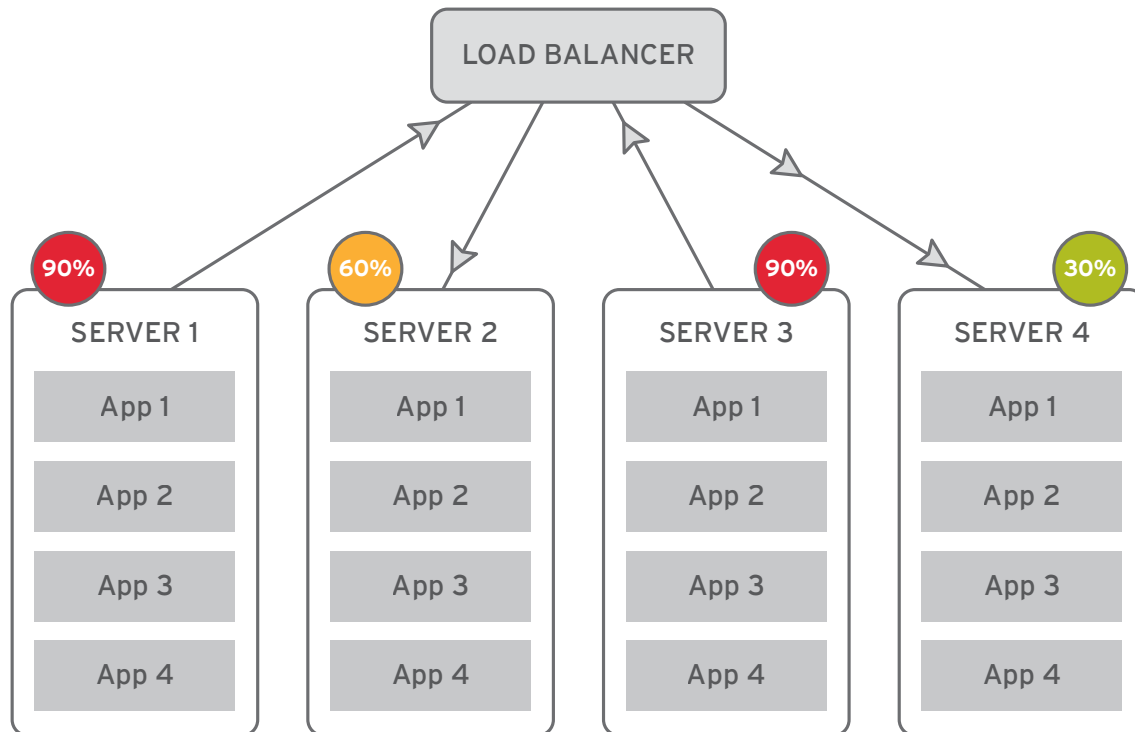 LOAD BALANCER
90%
60%
90%
30%
SERVER 1
SERVER 2
SERVER 3
SERVER 4
App 1
App 1
App 1
App 1
App 2
App 2
App 2
App 2
App 3
App 3
App 3
App 3
App 4
App 4
App 4
App 4